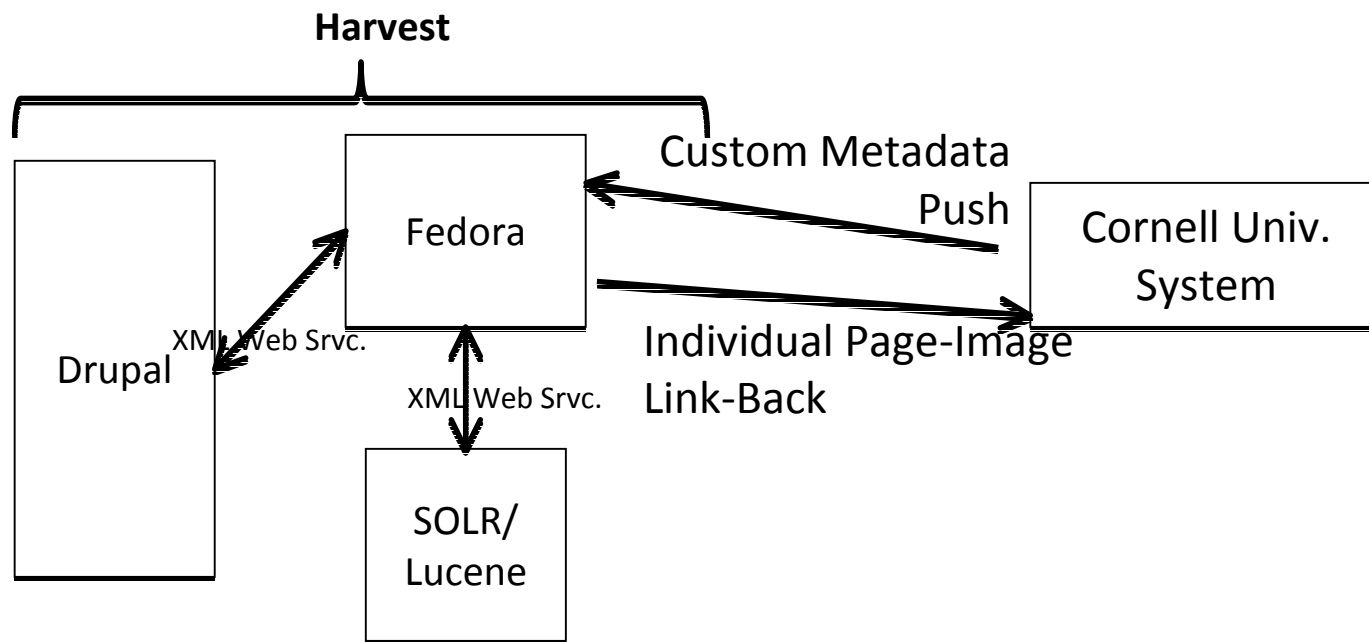 Harvest
Custom Metadata
Push
Fedora
Cornell Univ.
System
XML Web Srvc.
Individual Page-Image
Link-Back
Drupal
XML Web Srvc.
SOLR/
Lucene